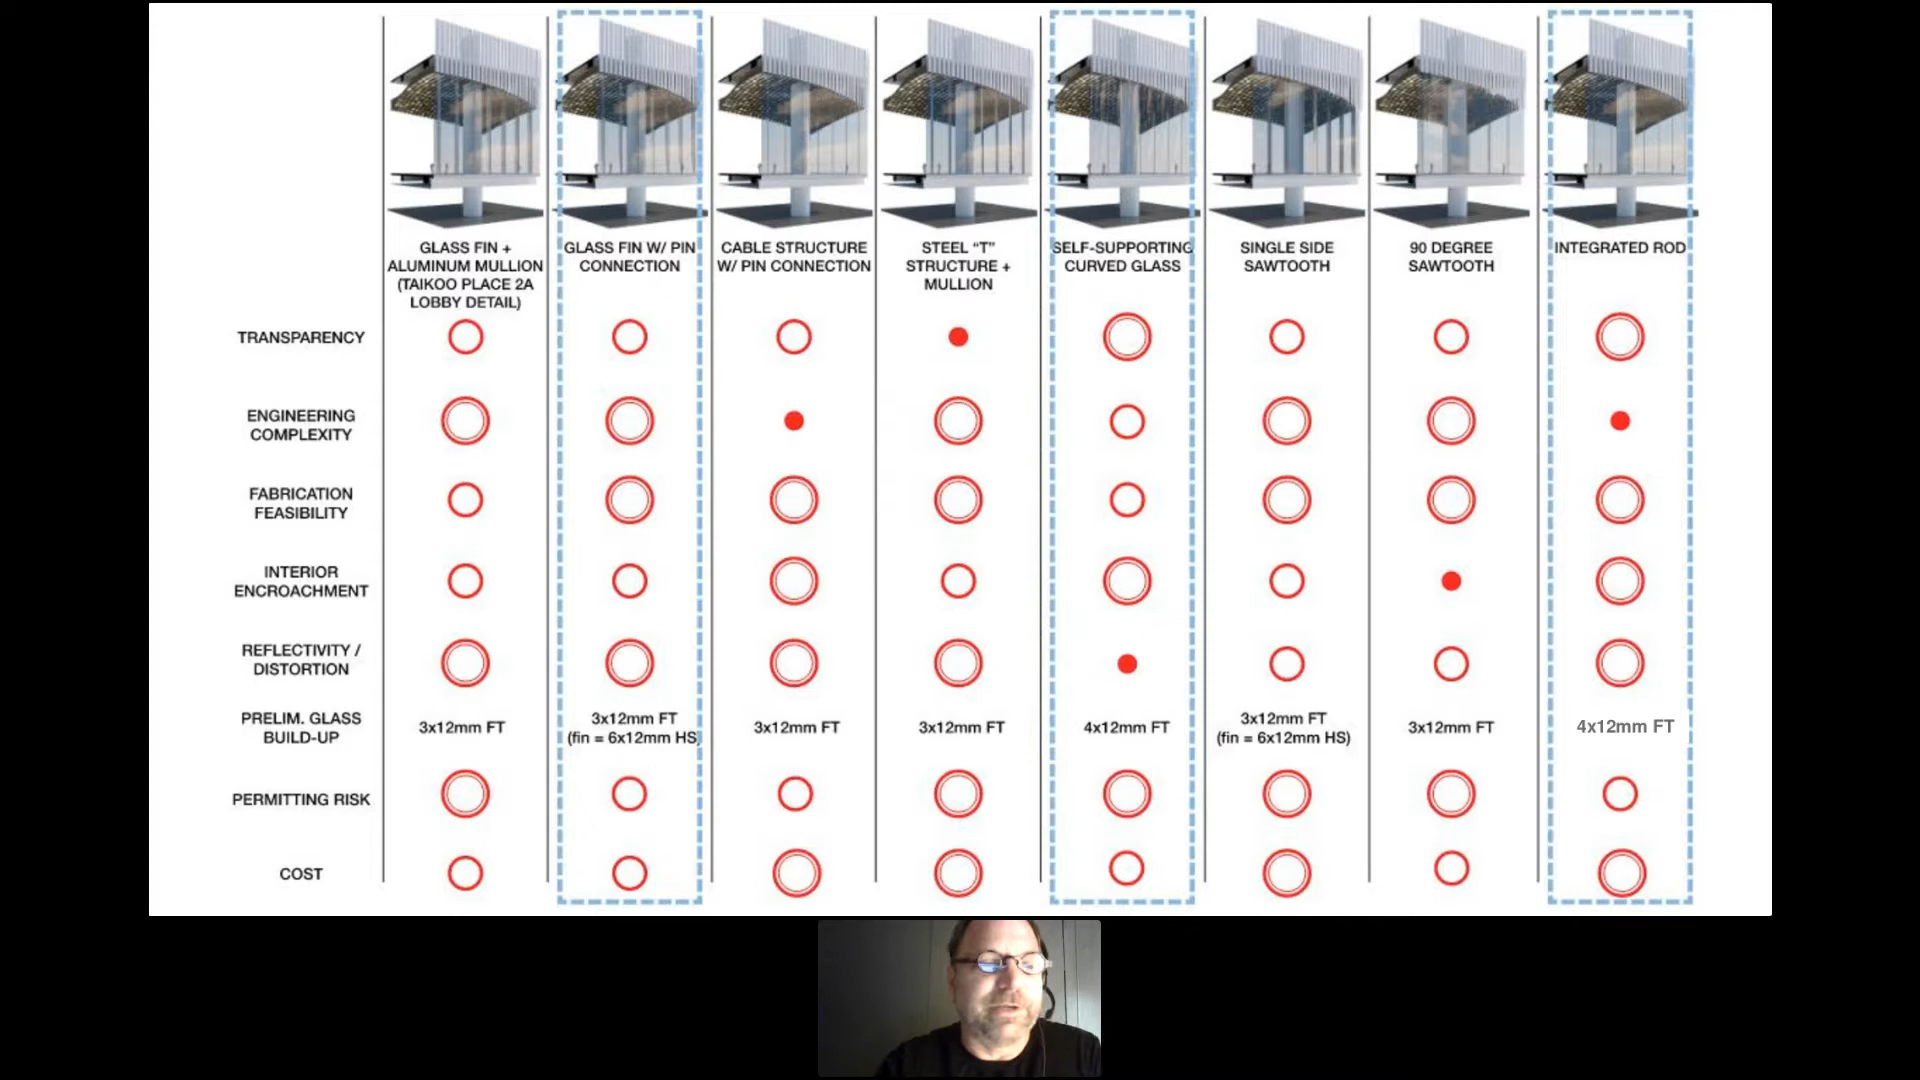 GLASS FIN +
ALUMINUM MULLION
(TAIKOO PLACE 2A
LOBBY DETAIL)
GLASS FIN W/ PIN
CONNECTION
CABLE STRUCTURE
W/ PIN CONNECTION
STEEL “T”
STRUCTURE +
MULLION
SELF-SUPPORTING
CURVED GLASS
SINGLE SIDE
SAWTOOTH
90 DEGREE
SAWTOOTH
INTEGRATED ROD
TRANSPARENCY
ENGINEERING
COMPLEXITY
FABRICATION
FEASIBILITY
INTERIOR
ENCROACHMENT
REFLECTIVITY /
DISTORTION
PRELIM. GLASS
BUILD-UP
3x12mm FT
3x12mm FT
(fin = 6x12mm HS)
3x12mm FT
3x12mm FT
4x12mm FT
3x12mm FT
(fin = 6x12mm HS)
3x12mm FT
4x12mm FT
PERMITTING RISK
COST